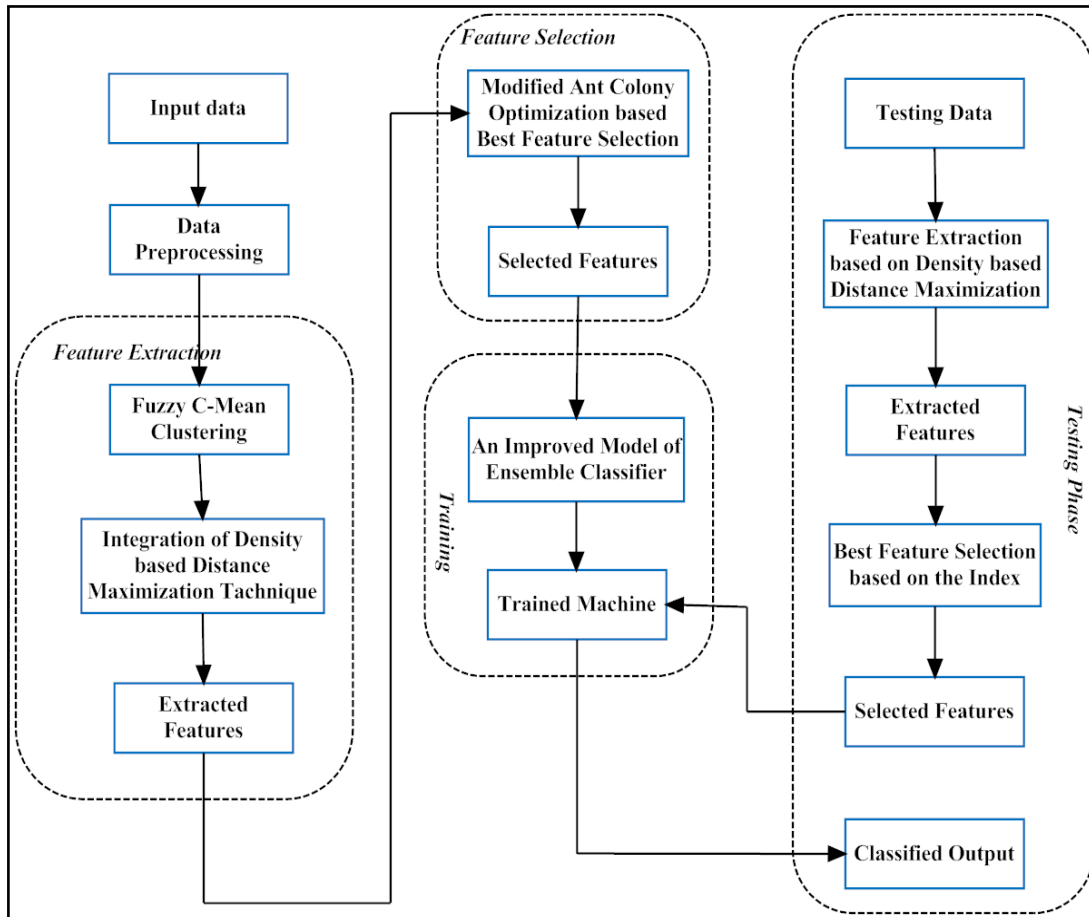 Input data
Data
Preprocessing
Feature Extraction
Fuzzy C-Mean
Clustering
Integration of Density
based Distance
Maximization Tachnique
Extracted
Features
Feature Selection
Modified Ant Colony
Optimization based
Best Feature Selection
Selected Features
An Improved Model of
Ensemble Classifier
Training
Trained Machine
Testing Data
Feature Extraction
based on Density based
Distance Maximization
Extracted
Features
Testing Phase
Best Feature Selection
based on the Index
Selected Features
Classified Output